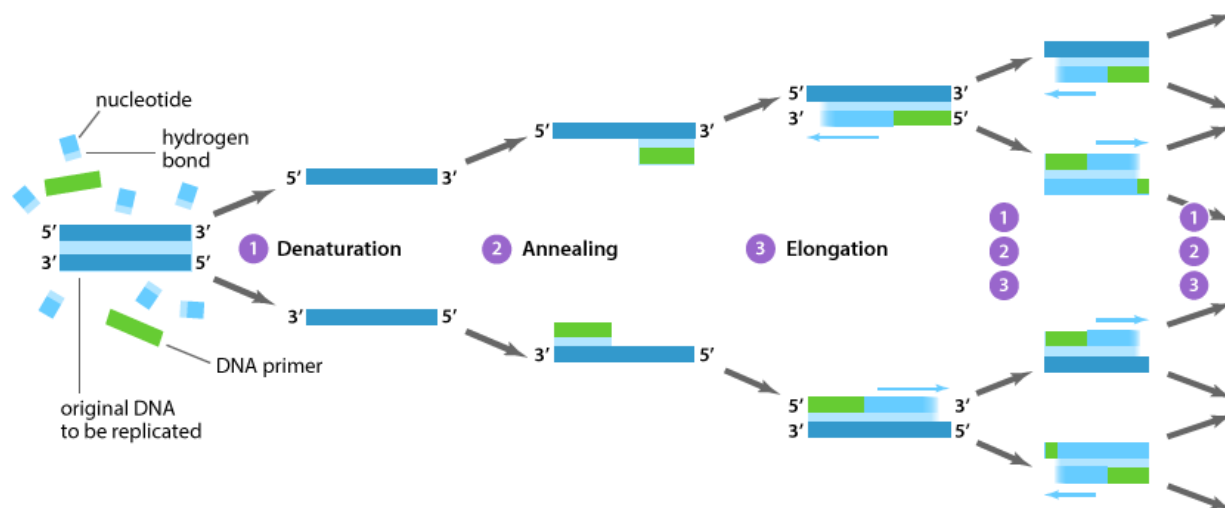 nucleotide
hydrogen
bond
5′ 3′
3′ 5′
DNA primer
original DNA
to be replicated
5′ 3′
1 Denaturation
3′ 5′
5′ 3′
2 Annealing
3′ 5′
5′ 3′
3′ 5′
3 Elongation
5′ 3′
3′ 5′
1
2
3
1
2
3